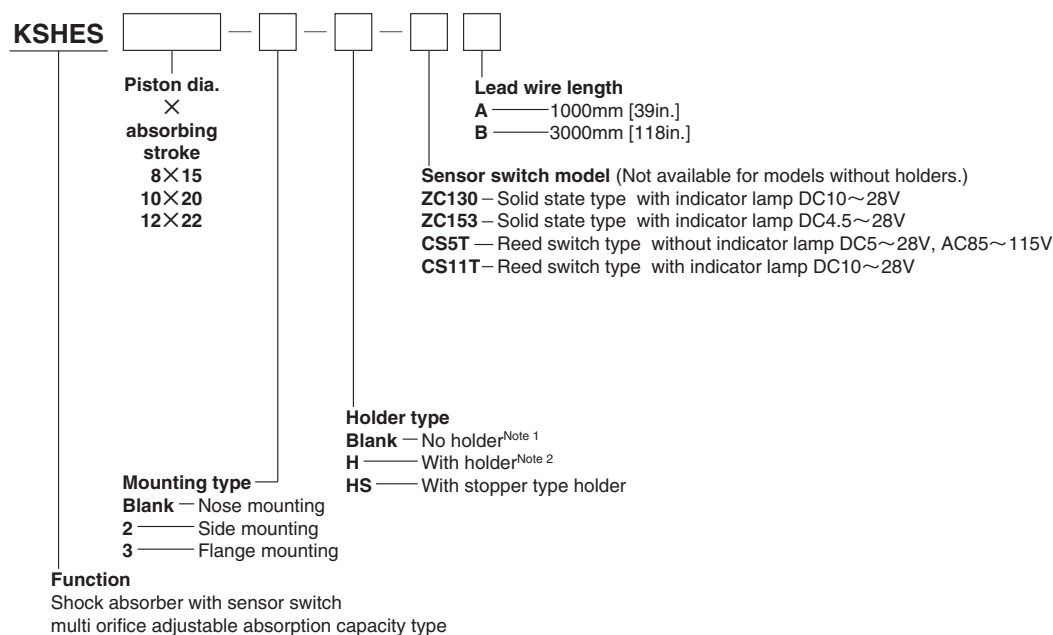 KSHES
Piston dia.
×
absorbing
stroke
8×15
10×20
12×22
Lead wire length
A 1000mm [39in.]
B 3000mm [118in.]
Sensor switch model (Not available for models without holders.)
ZC130 – Solid state type with indicator lamp DC10～28V
ZC153 – Solid state type with indicator lamp DC4.5～28V
CS5T — Reed switch type without indicator lamp DC5～28V, AC85～115V
CS11T – Reed switch type with indicator lamp DC10～28V
Holder type
Blank — No holder Note 1
H — With holder Note 2
HS — With stopper type holder
Mounting type
Blank — Nose mounting
2 — Side mounting
3 — Flange mounting
Function
Shock absorber with sensor switch
multi orifice adjustable absorption capacity type